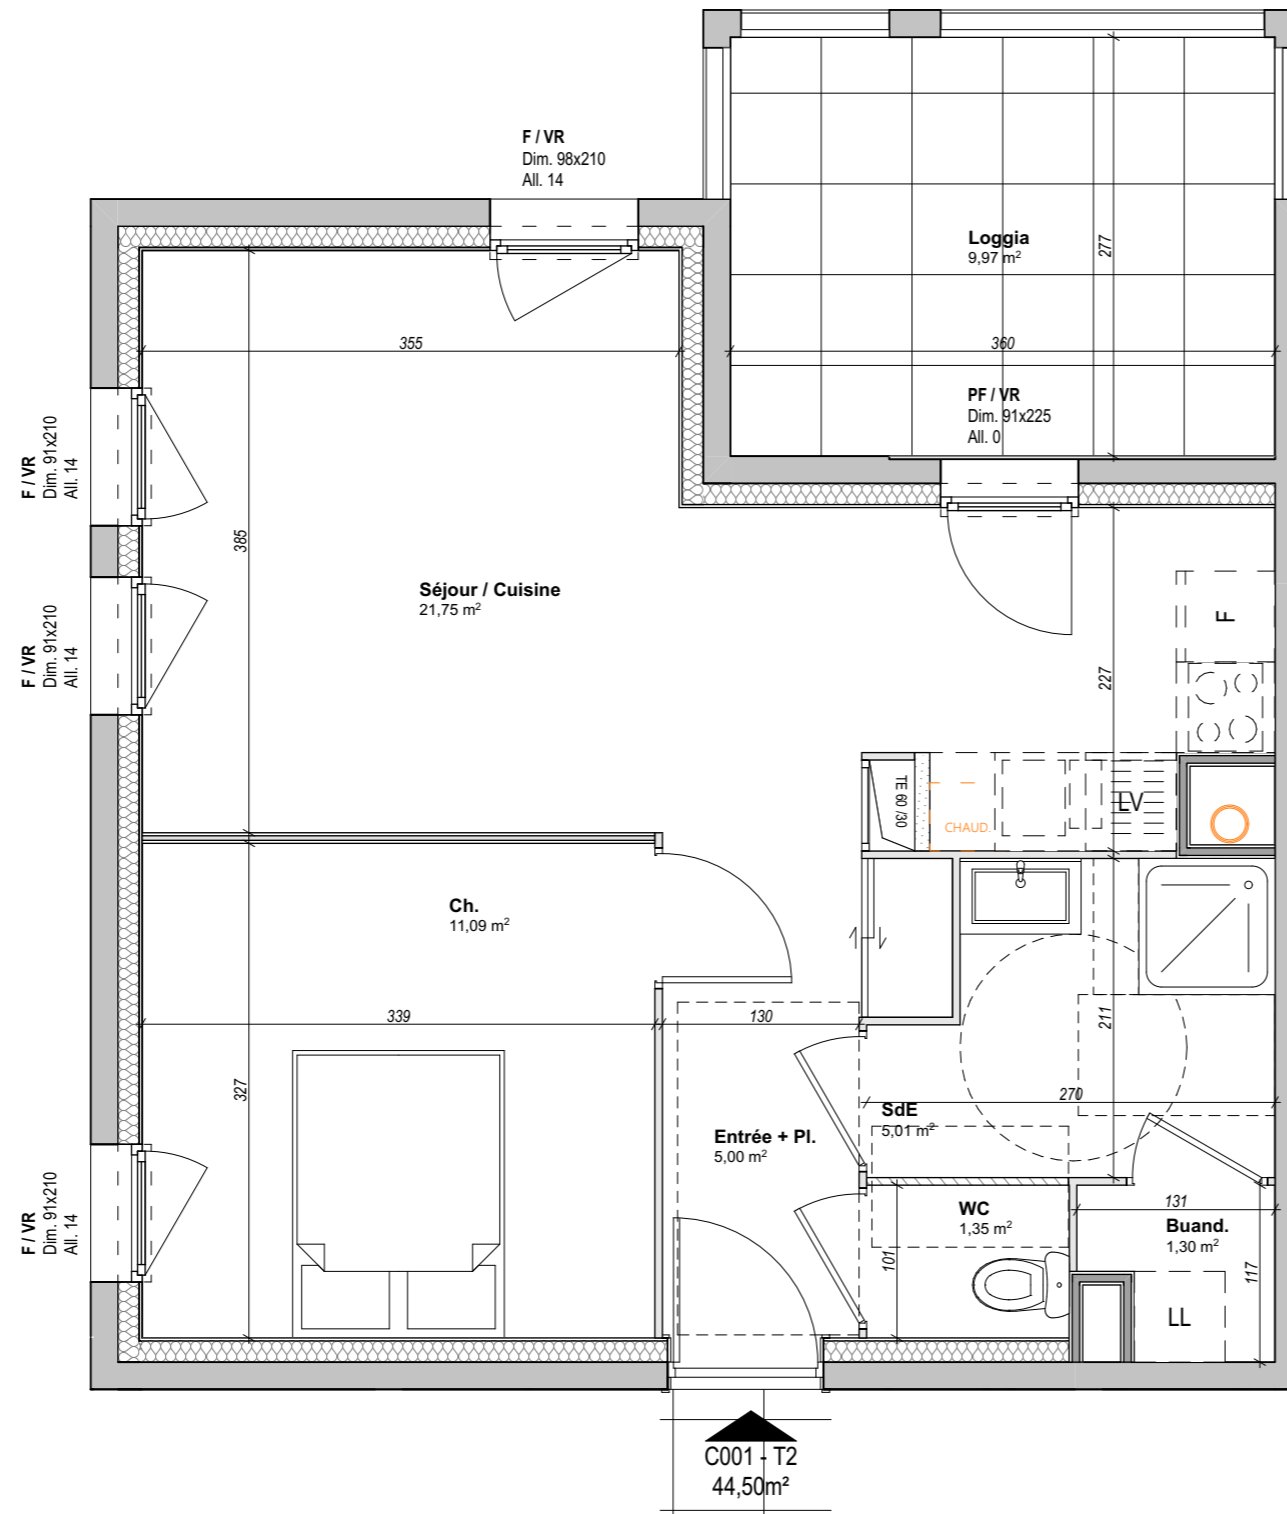 F / VR
Dim. 98x210
All. 14
Loggia
9,97 m²
277
360
355
PF / VR
Dim. 91x225
All. 0
F / VR
Dim. 91x210
All. 14
385
Séjour / Cuisine
21,75 m²
F / VR
Dim. 91x210
All. 14
F
227
TE 60 /30
CHAUD.
LV
Ch.
11,09 m²
339
130
211
327
270
SdE
5,01 m²
Entrée + Pl.
5,00 m²
F / VR
Dim. 91x210
All. 14
WC
1,35 m²
101
131
Buand.
1,30 m²
117
LL
C001 - T2
44,50m²